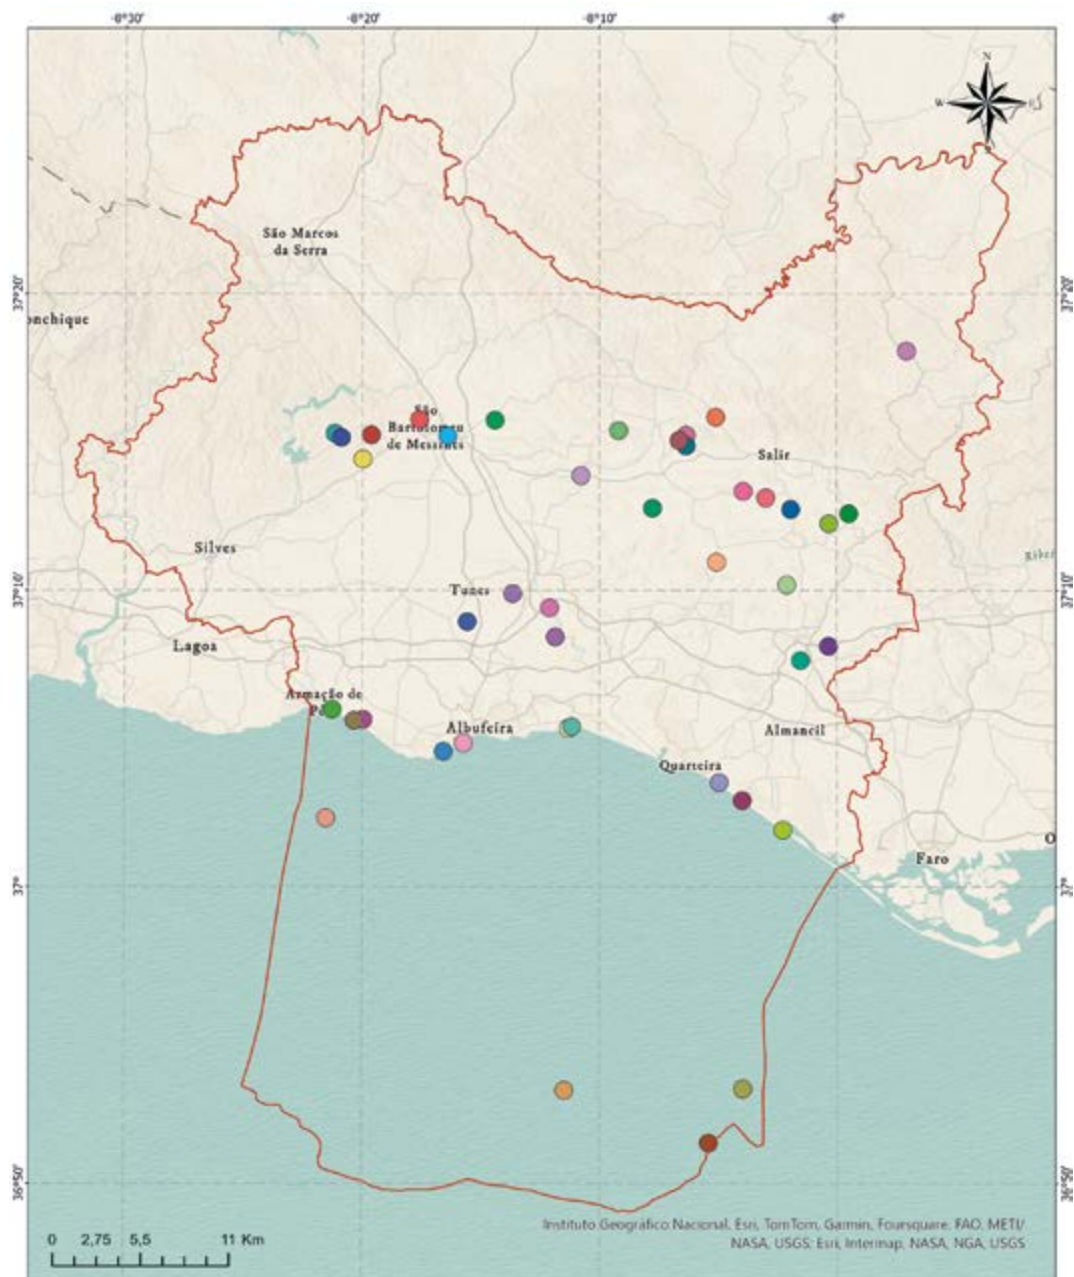 -8°30'
-8°20'
-8°10'
-8°
N
W
São Marcos
da Serra
37°20'
37°20'
onchique
São
Bartolomeu
de Messines
Salir
Silves
Ribei
37°10'
37°10'
Tunes
Lagoa
Armação de
Albufeira
Almancil
Quarteira
O
Faro
37°
37°
36°50'
36°50'
Instituto Geográfico Nacional, Esri, TomTom, Garmin, Foursquare, FAO, METI/
NASA, USGS; Esri, Intermap, NASA, NGA, USGS
0 2,75 5,5 11 Km